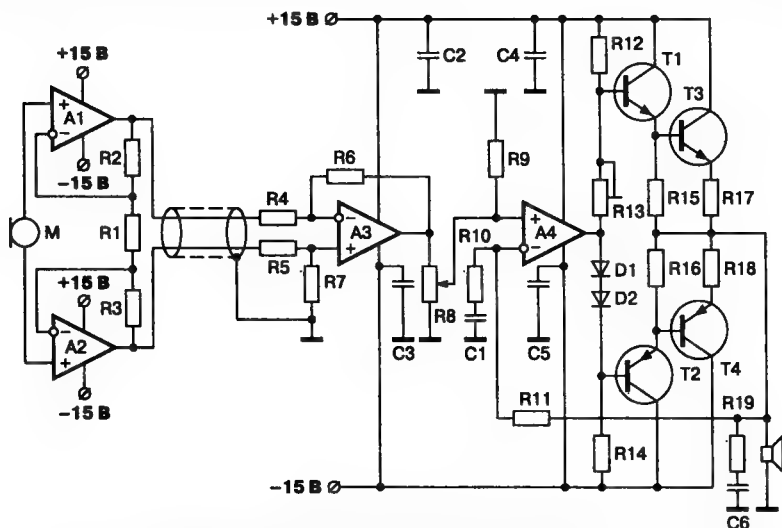 +15 В
C2
C4
R12
T1
T3
+15 В
A1
R2
−15 В
R6
R9
R1
M
R4
A3
R13
R15
R17
R10
A4
R5
R7
R16
R18
+15 В
R3
D1
D2
R8
A2
C3
C1
C5
T2
T4
−15 В
R11
R19
R14
−15 В
C6